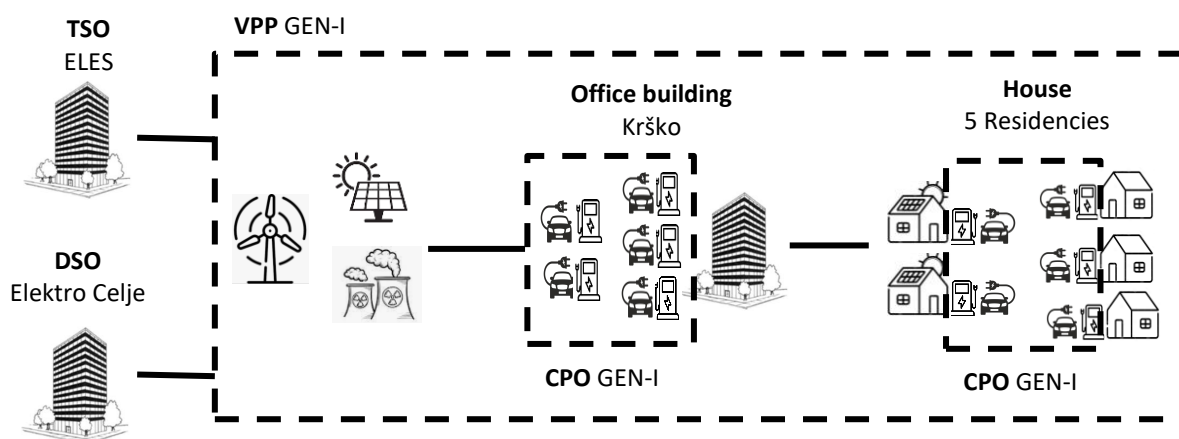 TSO
ELES
VPP GEN-I
Office building
Krško
House
5 Residencies
DSO
Elektro Celje
CPO GEN-I
CPO GEN-I